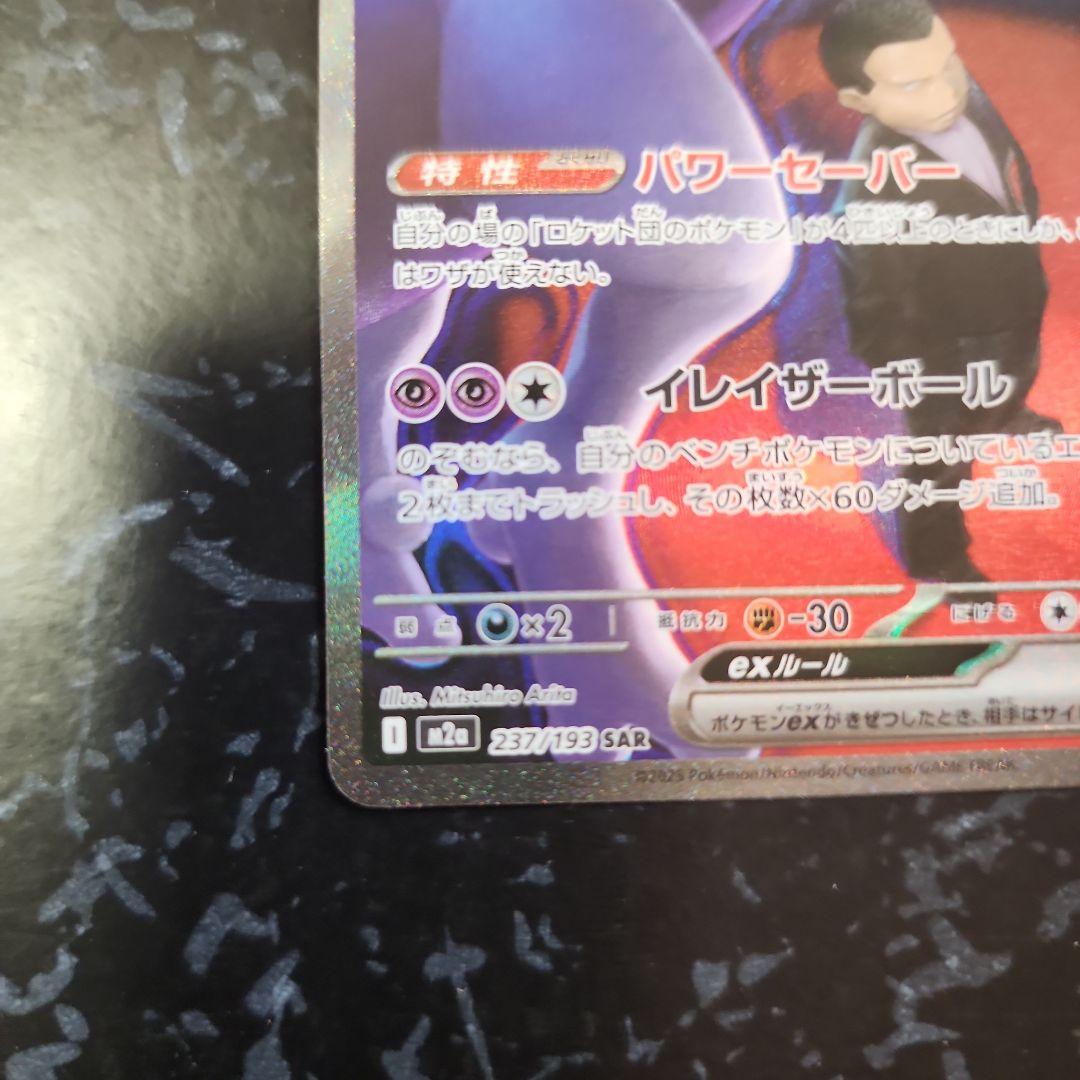 特性 パワーセーバー
自分の場の「ロケット団のポケモン」が4匹以上のときにしか、
はワザが使えない。
イレイザーボール
のぞむなら、自分のベンチポケモンについているエ
2枚までトラッシュし、その枚数×60ダメージ追加。
弱点 ×2 抵抗力 -30 にげる
exルール
Illus. Mitsuhiro Arita
ポケモンexがきぜつしたとき、相手はサイ
I m2a 237/193 SAR
©2025 Pokémon/Nintendo/Creatures/GAME FREAK